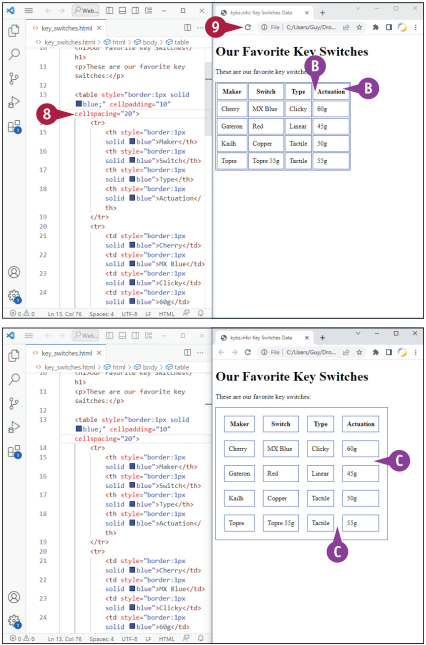 key_switches.html
Web...
10 <h1>Our Favorite Key Switches</
h1>
11 <p>These are our favorite key
switches:</p>
12
13 <table style="border:1px solid
blue;" cellpadding="10"
8
cellspacing="20">
14 <tr>
15 <th style="border:1px
solid blue">Maker</th>
16 <th style="border:1px
solid blue">Switch</th>
17 <th style="border:1px
solid blue">Type</th>
18 <th style="border:1px
solid blue">Actuation</
th>
19 </tr>
20 <tr>
21 <td style="border:1px
solid blue">Cherry</td>
22 <td style="border:1px
solid blue">MX Blue</td>
23 <td style="border:1px
solid blue">Clicky</td>
24 <td style="border:1px
solid blue">60g</td>
0 0 Ln 13, Col 76 Spaces: 4 UTF-8 LF HTML
kybs.info: Key Switches Data
9
File C:/Users/Guy/Dro...
Our Favorite Key Switches
These are our favorite key switches:
B
B
Maker Switch Type Actuation
Cherry MX Blue Clicky 60g
Gateron Red Linear 45g
Kailh Copper Tactile 50g
Topre Topre 55g Tactile 55g
key_switches.html
Web...
key_switches.html > html > body > table
10 <h1>Our Favorite Key Switches</
h1>
11 <p>These are our favorite key
switches:</p>
12
13 <table style="border:1px solid
blue;" cellpadding="10"
cellspacing="20">
14 <tr>
15 <th style="border:1px
solid blue">Maker</th>
16 <th style="border:1px
solid blue">Switch</th>
17 <th style="border:1px
solid blue">Type</th>
18 <th style="border:1px
solid blue">Actuation</
th>
19 </tr>
20 <tr>
21 <td style="border:1px
solid blue">Cherry</td>
22 <td style="border:1px
solid blue">MX Blue</td>
23 <td style="border:1px
solid blue">Clicky</td>
24 <td style="border:1px
solid blue">60g</td>
0 0 Ln 13, Col 76 Spaces: 4 UTF-8 LF HTML
kybs.info: Key Switches Data
File C:/Users/Guy/Dro...
Our Favorite Key Switches
These are our favorite key switches:
Maker Switch Type Actuation
Cherry MX Blue Clicky 60g
C
Gateron Red Linear 45g
Kailh Copper Tactile 50g
Topre Topre 55g Tactile 55g
C